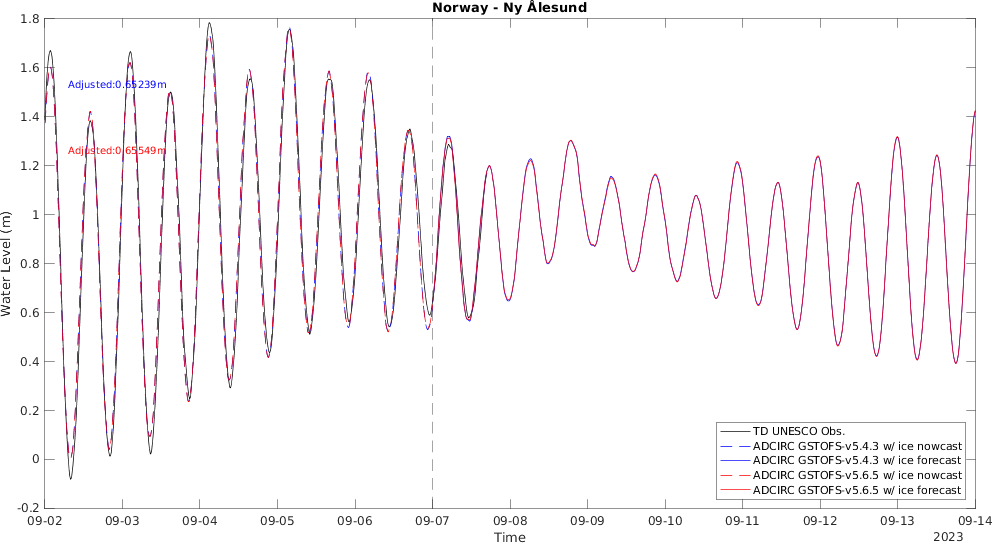 Norway - Ny Ålesund
1.8
1.6
1.4
1.2
1
0.8
0.6
0.4
0.2
0
-0.2
Water Level (m)
Adjusted:0.65239m
Adjusted:0.65549m
TD UNESCO Obs.
ADCIRC GSTOFS-v5.4.3 w/ ice nowcast
ADCIRC GSTOFS-v5.4.3 w/ ice forecast
ADCIRC GSTOFS-v5.6.5 w/ ice nowcast
ADCIRC GSTOFS-v5.6.5 w/ ice forecast
09-02 09-03 09-04 09-05 09-06 09-07 09-08 09-09 09-10 09-11 09-12 09-13 09-14
Time
2023